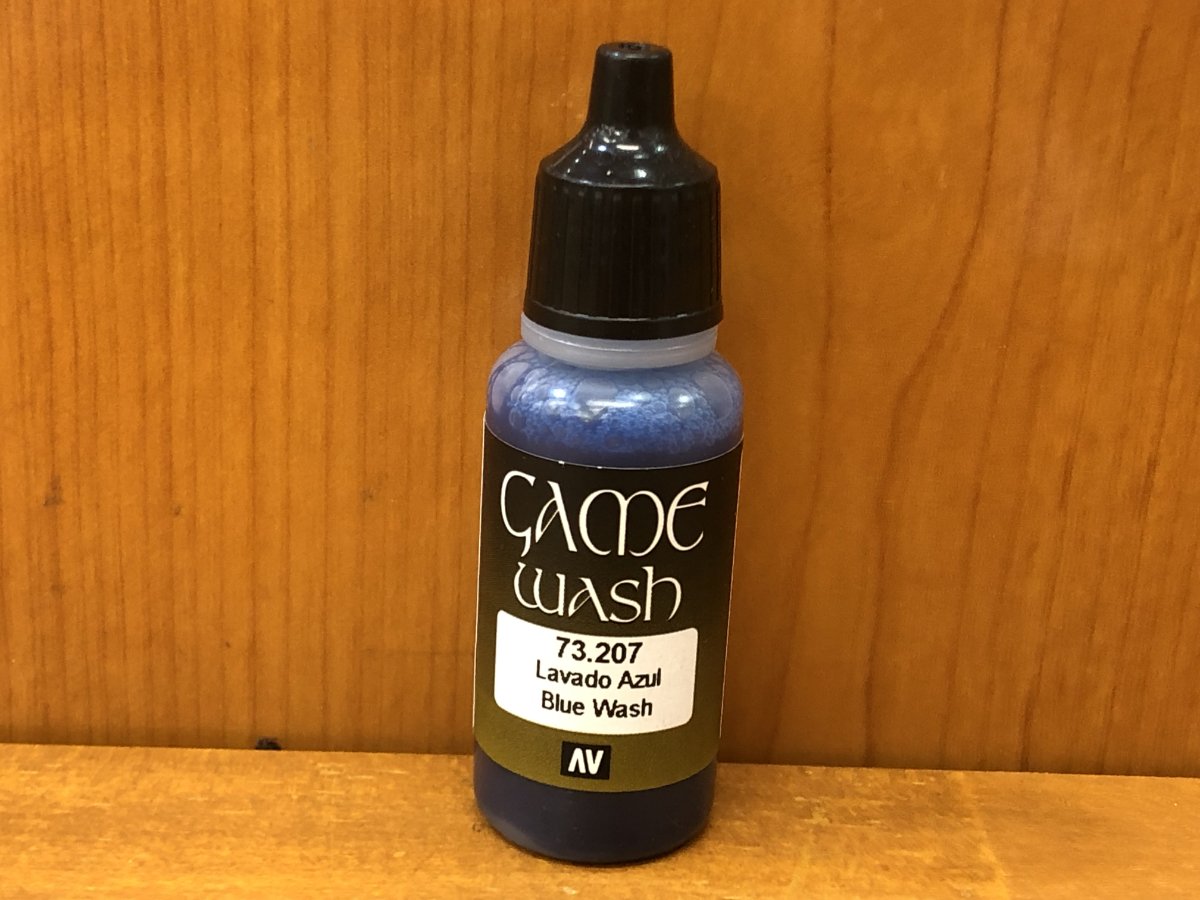 GAME
wash
73.207
Lavado Azul
Blue Wash
AV